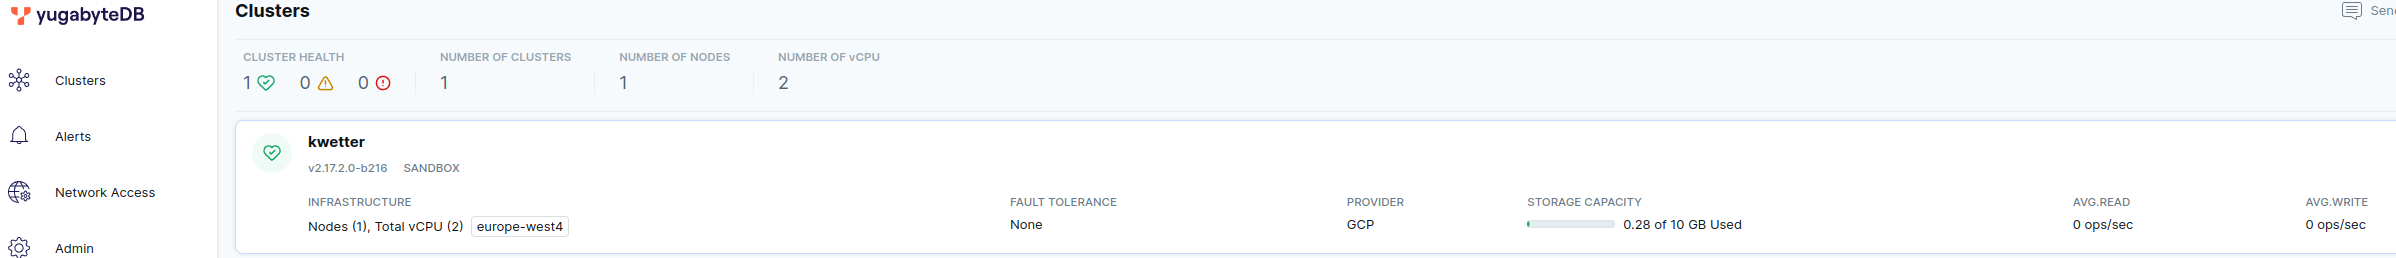 yugabyteDB
Clusters
Alerts
Network Access
Admin
Clusters
CLUSTER HEALTH
1 0 0
NUMBER OF CLUSTERS
1
NUMBER OF NODES
1
NUMBER OF vCPU
2
kwetter
v2.17.2.0-b216 SANDBOX
INFRASTRUCTURE
Nodes (1), Total vCPU (2) europe-west4
FAULT TOLERANCE
None
PROVIDER
GCP
STORAGE CAPACITY
0.28 of 10 GB Used
AVG.READ
0 ops/sec
AVG.WRITE
0 ops/sec